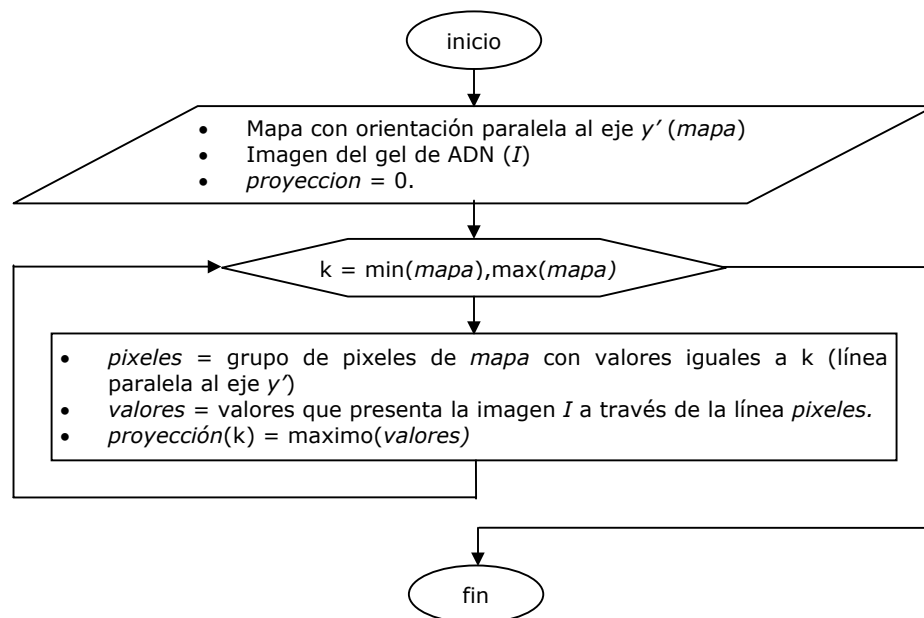 inicio
• Mapa con orientación paralela al eje y’ (mapa)
• Imagen del gel de ADN (I)
• proyeccion = 0.
k = min(mapa),max(mapa)
• pixeles = grupo de pixeles de mapa con valores iguales a k (línea
paralela al eje y’)
• valores = valores que presenta la imagen I a través de la línea pixeles.
• proyección(k) = maximo(valores)
fin